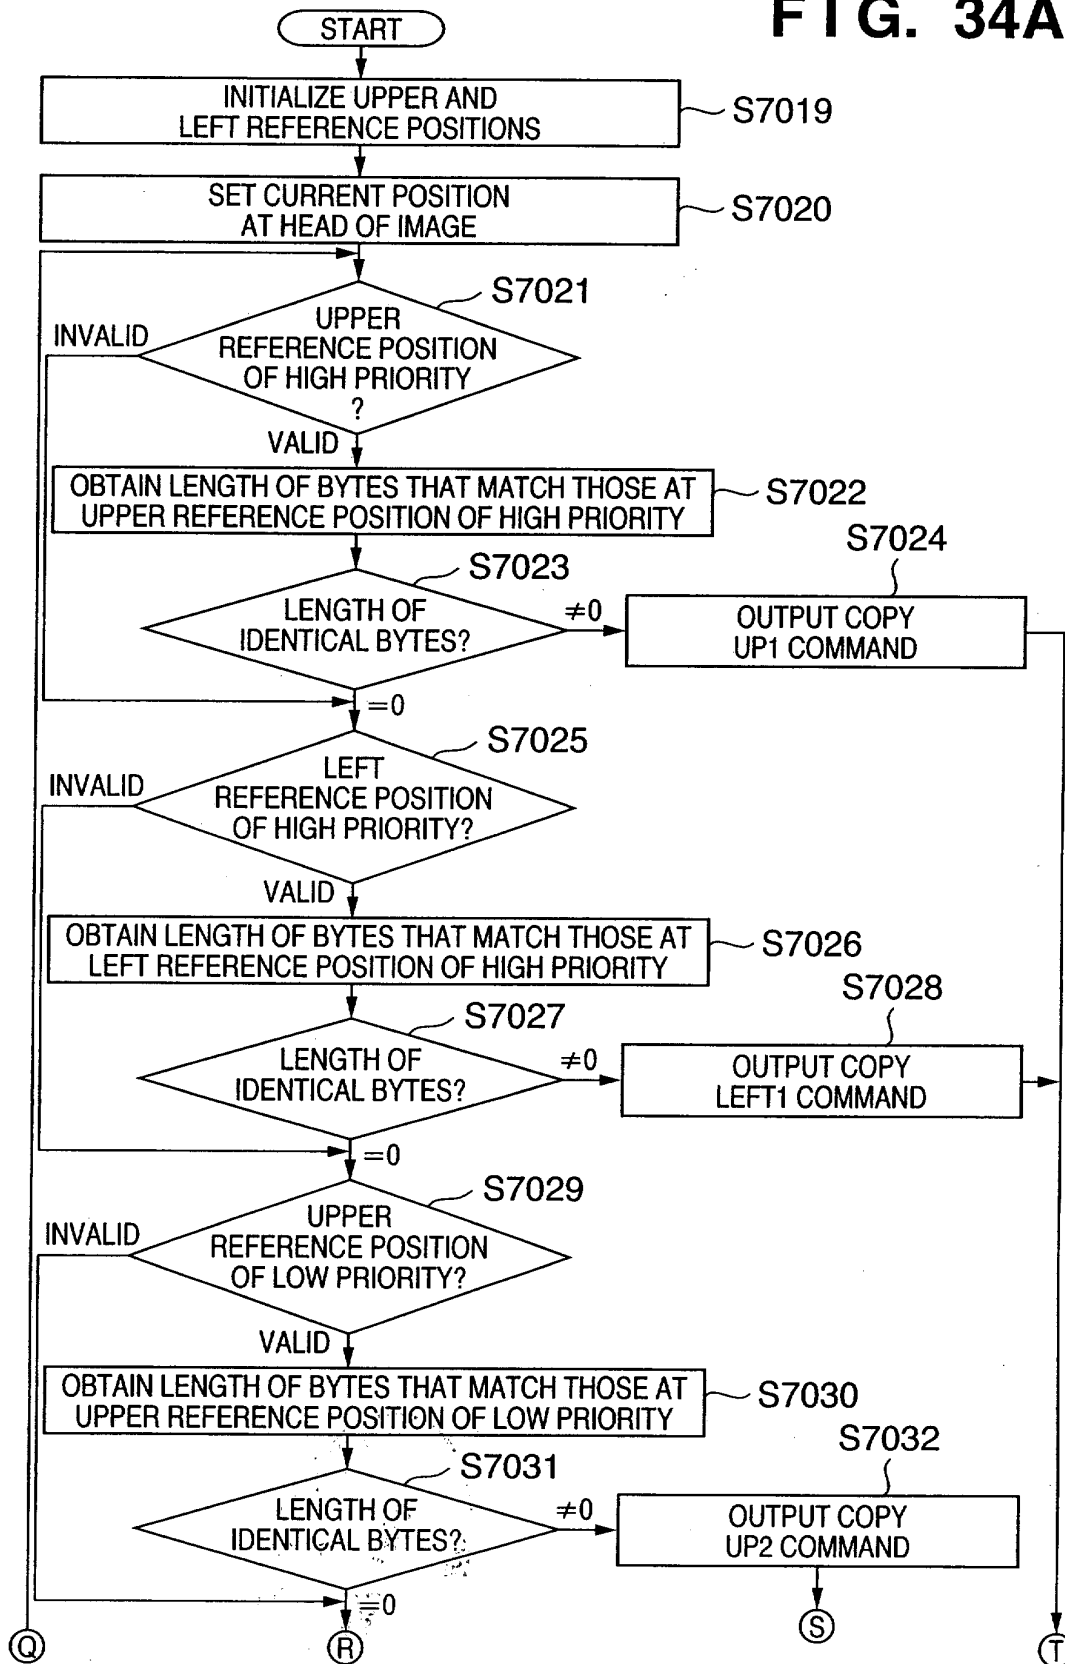 FIG. 34A
START
INITIALIZE UPPER AND
LEFT REFERENCE POSITIONS
S7019
SET CURRENT POSITION
AT HEAD OF IMAGE
S7020
S7021
INVALID
UPPER
REFERENCE POSITION
OF HIGH PRIORITY
?
VALID
OBTAIN LENGTH OF BYTES THAT MATCH THOSE AT
UPPER REFERENCE POSITION OF HIGH PRIORITY
S7022
S7023
LENGTH OF
IDENTICAL BYTES?
≠0
S7024
OUTPUT COPY
UP1 COMMAND
=0
S7025
INVALID
LEFT
REFERENCE POSITION
OF HIGH PRIORITY?
VALID
OBTAIN LENGTH OF BYTES THAT MATCH THOSE AT
LEFT REFERENCE POSITION OF HIGH PRIORITY
S7026
S7027
LENGTH OF
IDENTICAL BYTES?
≠0
S7028
OUTPUT COPY
LEFT1 COMMAND
=0
S7029
INVALID
UPPER
REFERENCE POSITION
OF LOW PRIORITY?
VALID
OBTAIN LENGTH OF BYTES THAT MATCH THOSE AT
UPPER REFERENCE POSITION OF LOW PRIORITY
S7030
S7031
LENGTH OF
IDENTICAL BYTES?
≠0
S7032
OUTPUT COPY
UP2 COMMAND
=0
Q
R
S
T